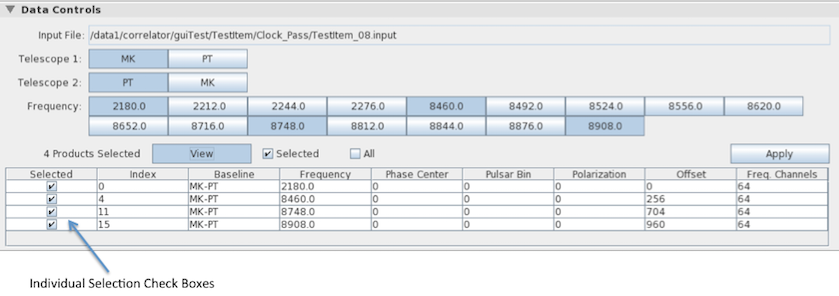 Data Controls
Input File: /data1/correlator/guiTest/TestItem/Clock_Pass/TestItem_08.input
Telescope 1: MK PT
Telescope 2: PT MK
Frequency: 2180.0 2212.0 2244.0 2276.0 8460.0 8492.0 8524.0 8556.0 8620.0
8652.0 8716.0 8748.0 8812.0 8844.0 8876.0 8908.0
4 Products Selected View Selected All Apply
Selected Index Baseline Frequency Phase Center Pulsar Bin Polarization Offset Freq. Channels
0 MK-PT 2180.0 0 0 0 0 64
4 MK-PT 8460.0 0 0 0 256 64
11 MK-PT 8748.0 0 0 0 704 64
15 MK-PT 8908.0 0 0 0 960 64
Individual Selection Check Boxes